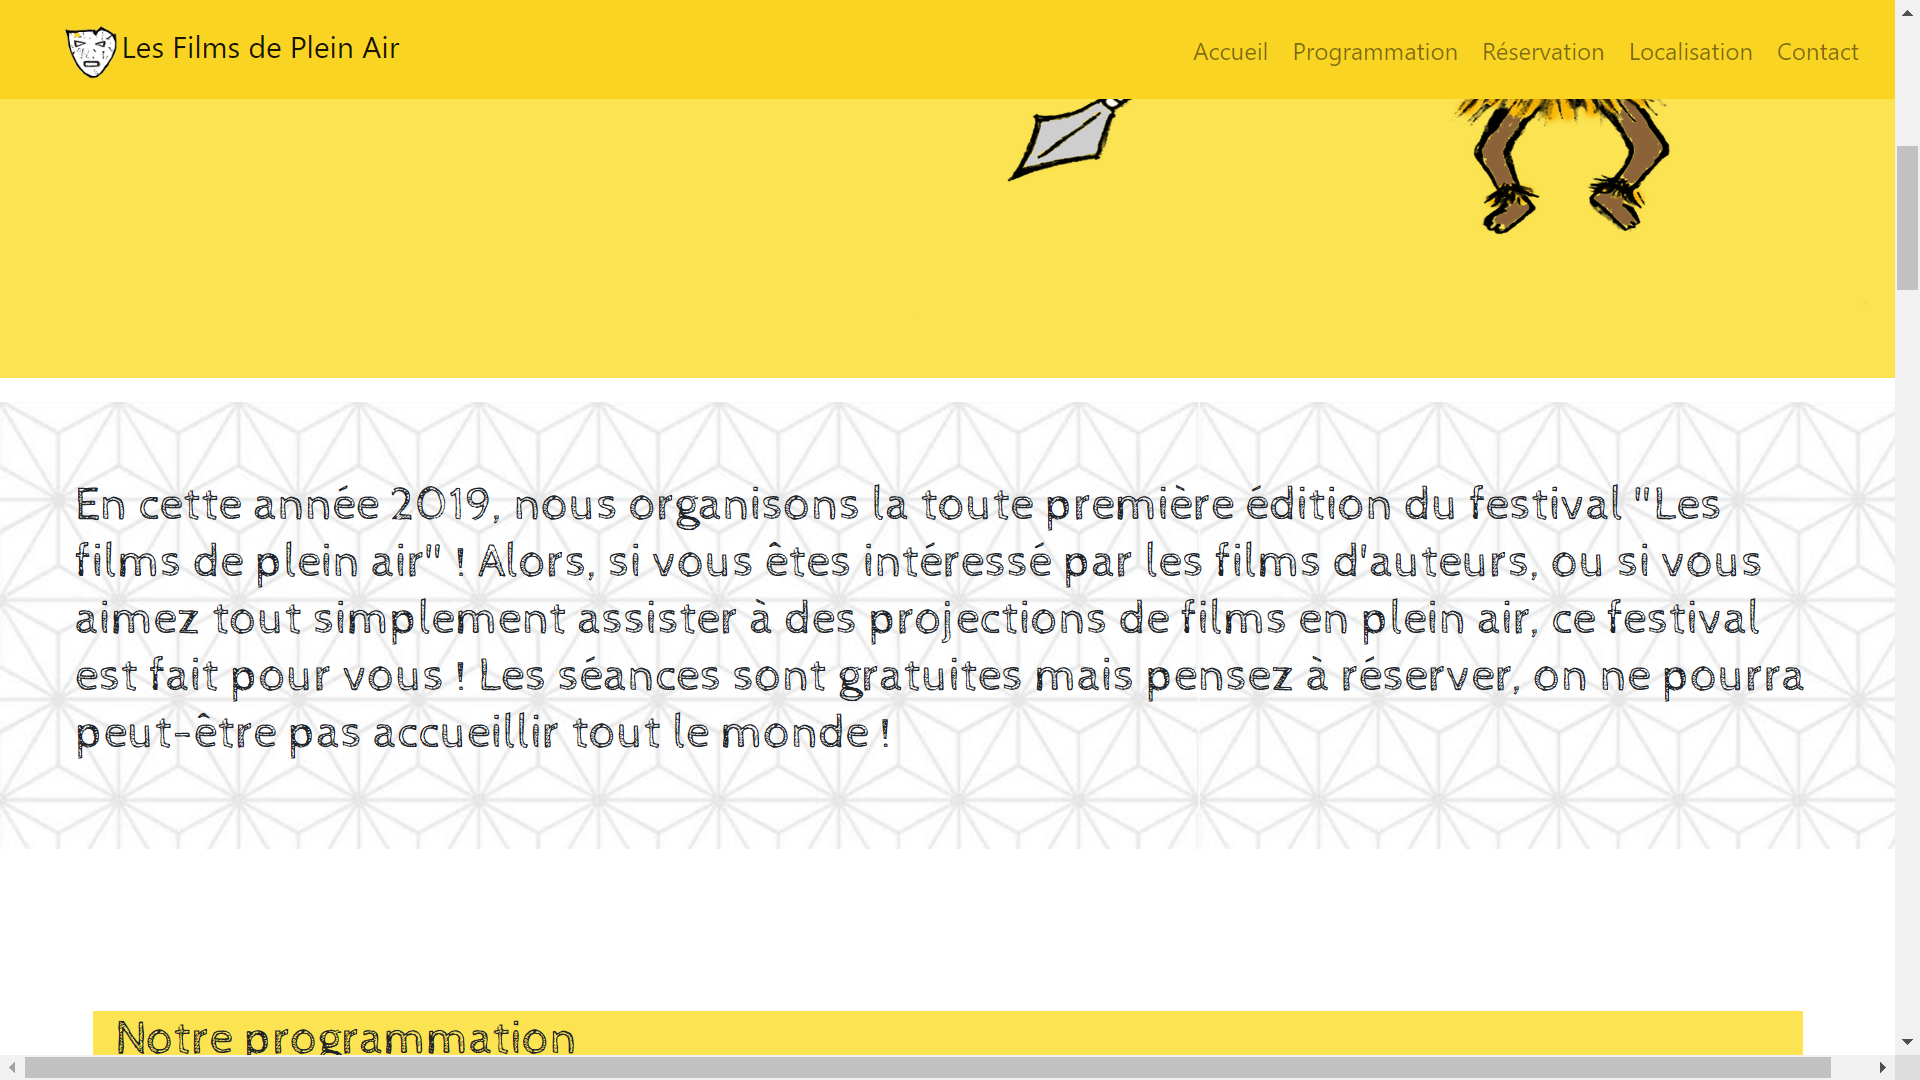 Les Films de Plein Air
Accueil Programmation Réservation Localisation Contact
En cette année 2019, nous organisons la toute première édition du festival "Les
films de plein air" ! Alors, si vous êtes intéressé par les films d'auteurs, ou si vous
aimez tout simplement assister à des projections de films en plein air, ce festival
est fait pour vous ! Les séances sont gratuites mais pensez à réserver, on ne pourra
peut-être pas accueillir tout le monde !
Notre programmation